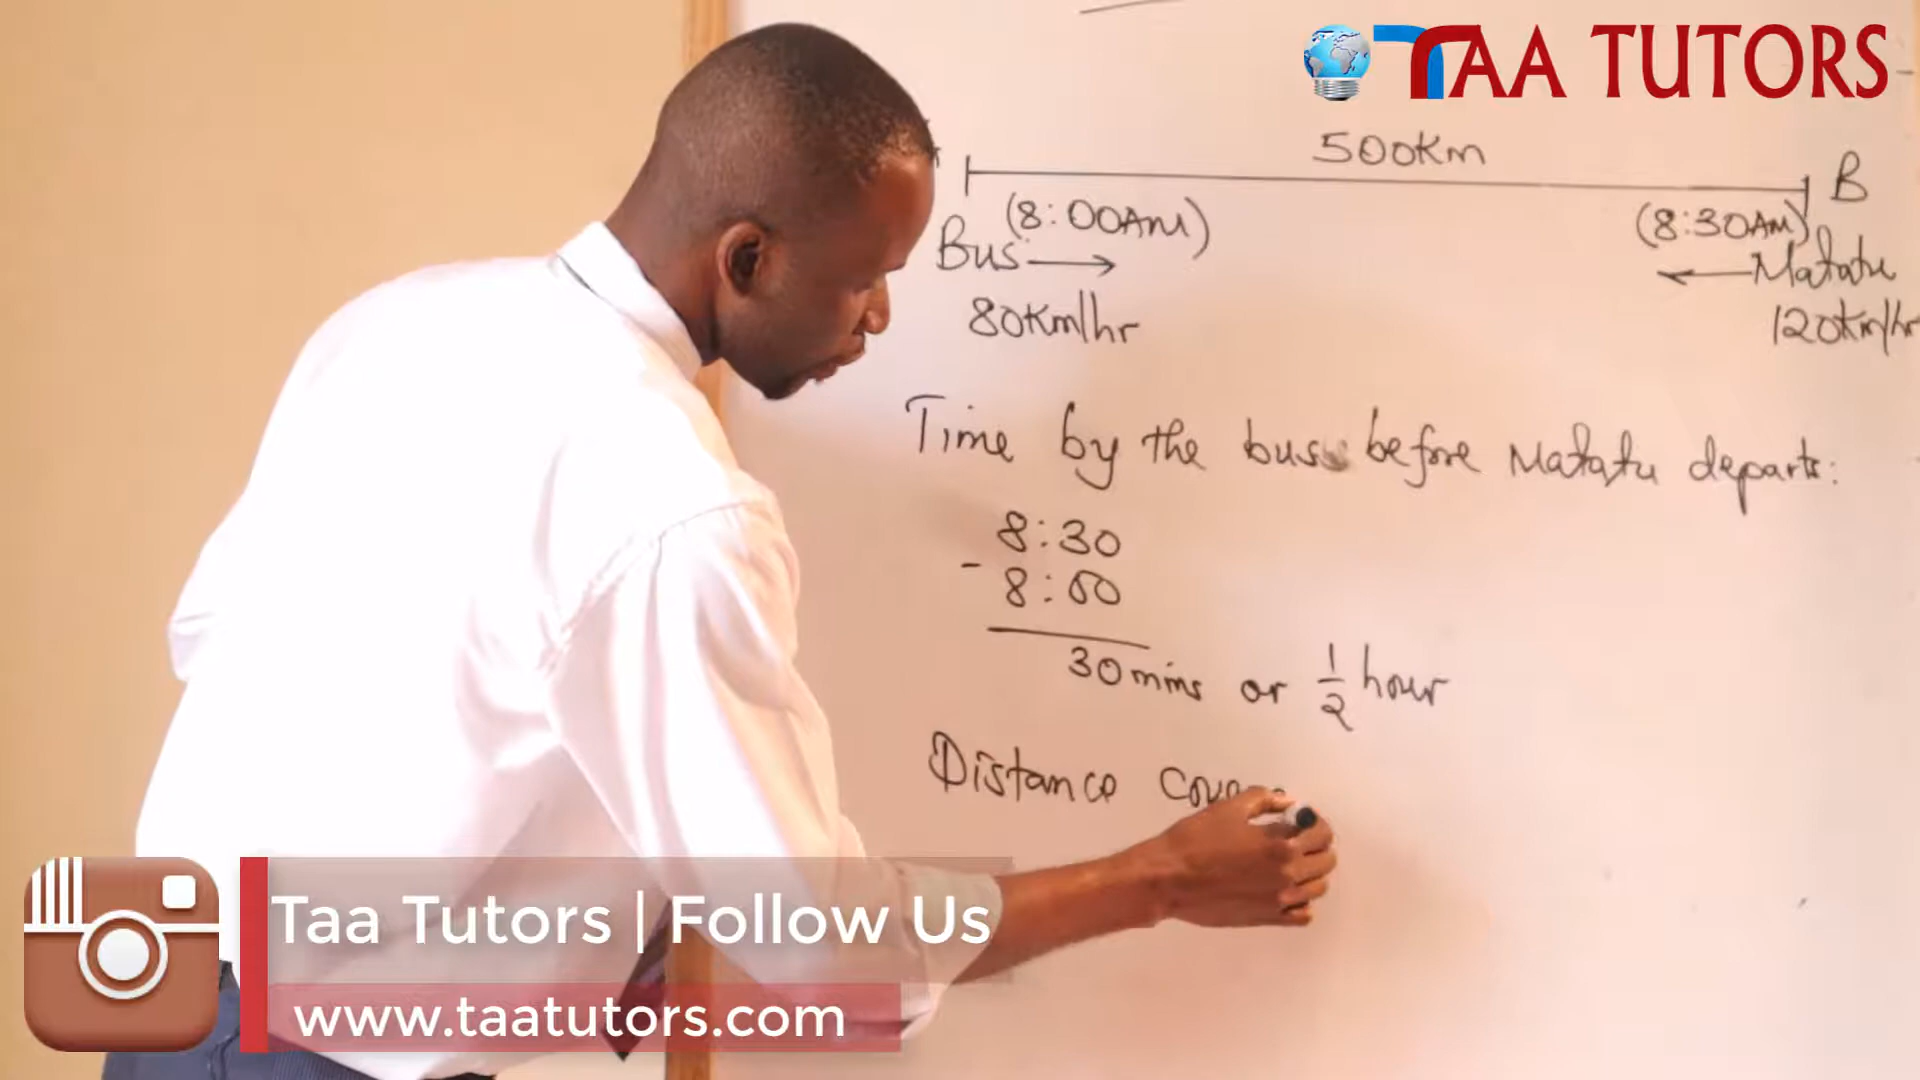 TAA TUTORS
500Km
B
(8:00AM)
(8:30AM)
Bus
Matatu
80Km/hr
120km/hr
Time by the bus before Matatu departs:
8:30
- 8:00
30mins or 1/2 hour
Distance
Taa Tutors | Follow Us
www.taatutors.com